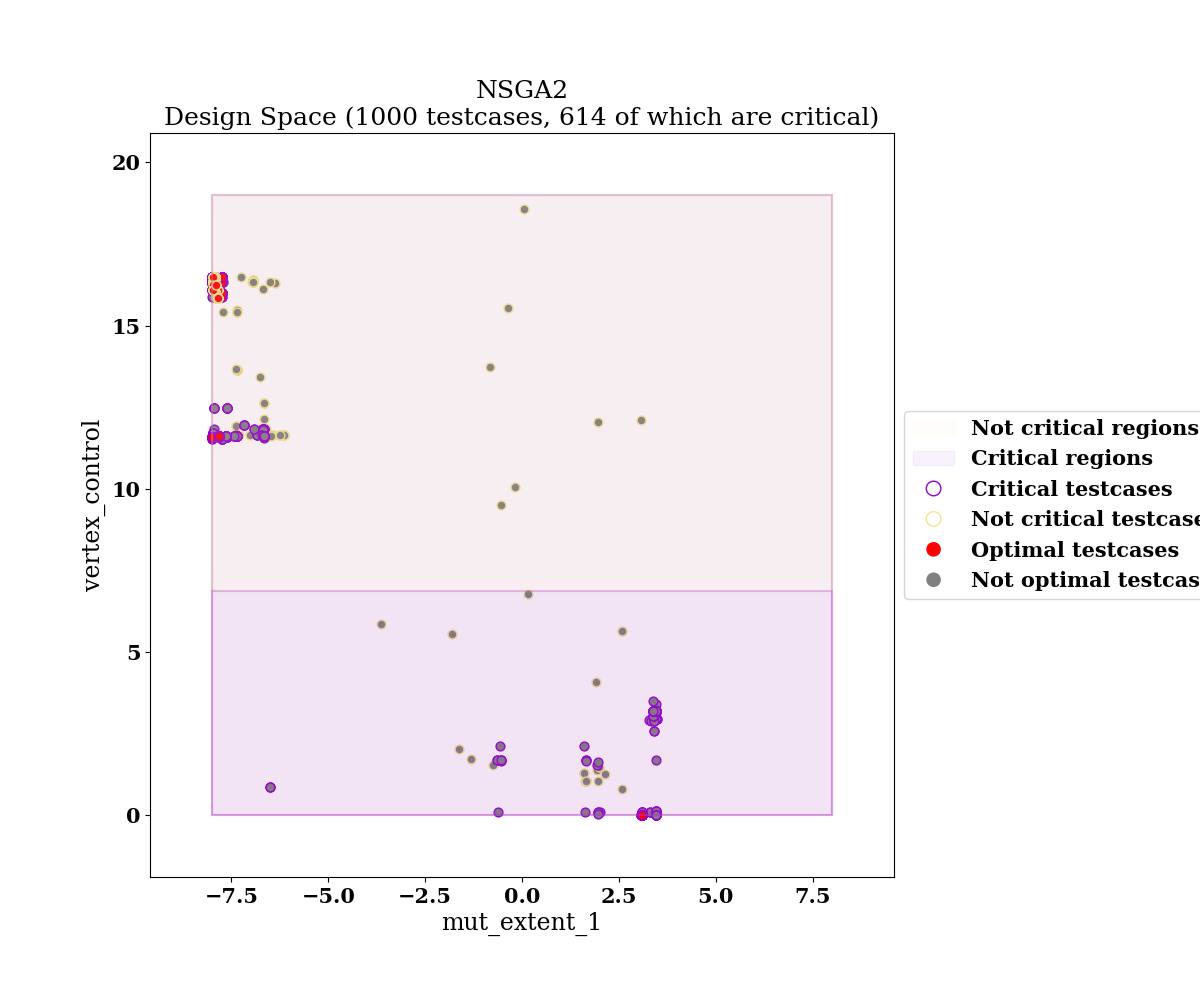 NSGA2
Design Space (1000 testcases, 614 of which are critical)
20
15
10
5
0
vertex_control
−7.5
−5.0
−2.5
0.0
2.5
5.0
7.5
mut_extent_1
Not critical regions
Critical regions
Critical testcases
Not critical testcase
Optimal testcases
Not optimal testcas